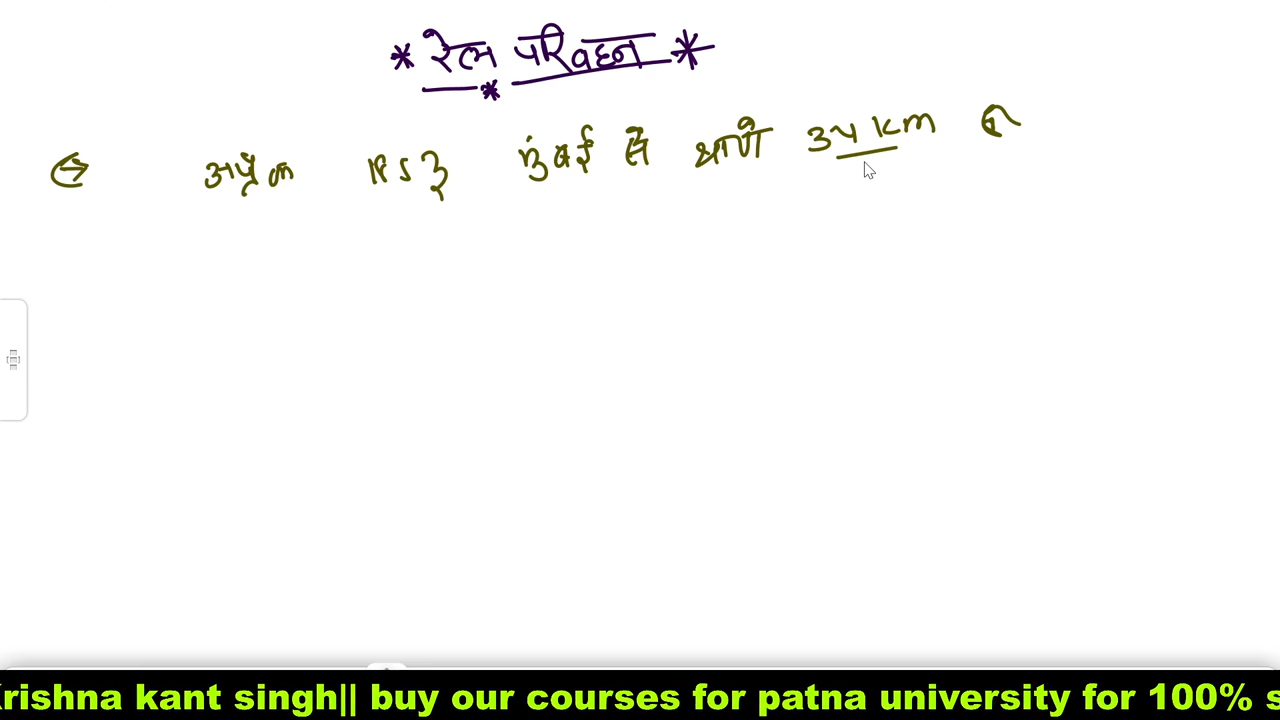 * रेल परिवहन *
*
⇒ अप्रैल 1853 मुंबई से थाणे 34 km
Krishna kant singh|| buy our courses for patna university for 100% s